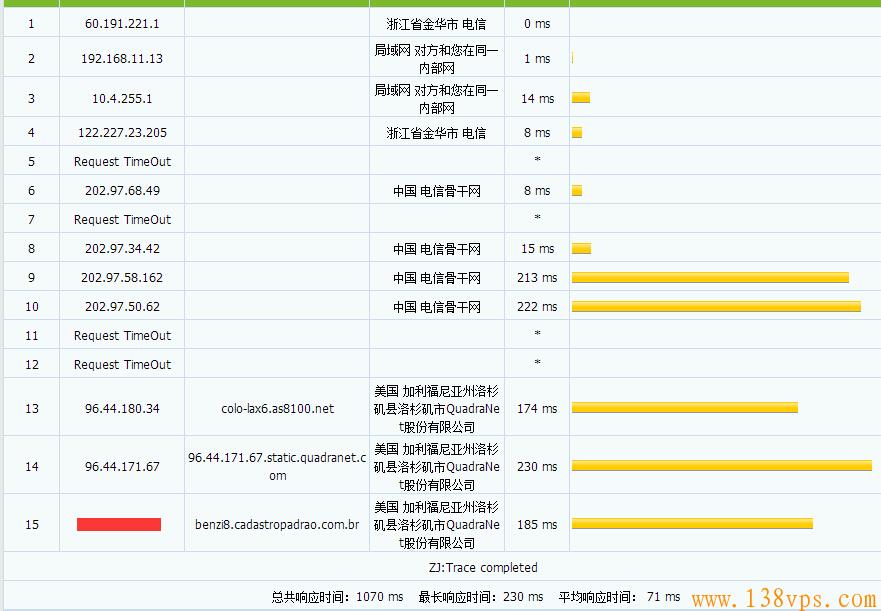 1 60.191.221.1 浙江省金华市 电信 0 ms
2 192.168.11.13 局域网 对方和您在同一 1 ms
内部网
3 10.4.255.1 局域网 对方和您在同一 14 ms
内部网
4 122.227.23.205 浙江省金华市 电信 8 ms
5 Request TimeOut *
6 202.97.68.49 中国 电信骨干网 8 ms
7 Request TimeOut *
8 202.97.34.42 中国 电信骨干网 15 ms
9 202.97.58.162 中国 电信骨干网 213 ms
10 202.97.50.62 中国 电信骨干网 222 ms
11 Request TimeOut *
12 Request TimeOut *
美国 加利福尼亚州洛杉
13 96.44.180.34 colo-lax6.as8100.net 矶县洛杉矶市QuadraNe 174 ms
t股份有限公司
美国 加利福尼亚州洛杉
14 96.44.171.67 96.44.171.67.static.quadranet.c 矶县洛杉矶市QuadraNe 230 ms
om t股份有限公司
美国 加利福尼亚州洛杉
15 benzi8.cadastropadrao.com.br 矶县洛杉矶市QuadraNe 185 ms
t股份有限公司
ZJ:Trace completed
总共响应时间: 1070 ms 最长响应时间: 230 ms 平均响应时间: 71 ms
www.138vps.com